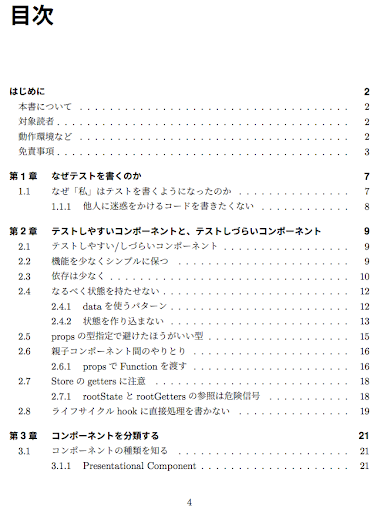 目次
はじめに 2
本書について . . . . . . . . . . . . . . . . . . . . . . . . . . . . . . . . . . 2
対象読者 . . . . . . . . . . . . . . . . . . . . . . . . . . . . . . . . . . . . 2
動作環境など . . . . . . . . . . . . . . . . . . . . . . . . . . . . . . . . . . 2
免責事項 . . . . . . . . . . . . . . . . . . . . . . . . . . . . . . . . . . . . 3
第1章 なぜテストを書くのか 7
1.1 なぜ「私」はテストを書くようになったのか . . . . . . . . . . . . . . 7
1.1.1 他人に迷惑をかけるコードを書きたくない . . . . . . . . . . . 8
第2章 テストしやすいコンポーネントと、テストしづらいコンポーネント 9
2.1 テストしやすい/しづらいコンポーネント . . . . . . . . . . . . . . . 9
2.2 機能を少なくシンプルに保つ . . . . . . . . . . . . . . . . . . . . . 9
2.3 依存は少なく . . . . . . . . . . . . . . . . . . . . . . . . . . . . . 10
2.4 なるべく状態を持たせない . . . . . . . . . . . . . . . . . . . . . . 12
2.4.1 data を使うパターン . . . . . . . . . . . . . . . . . . . . . 12
2.4.2 状態を作り込まない . . . . . . . . . . . . . . . . . . . . . 13
2.5 props の型指定で避けたほうがいい型 . . . . . . . . . . . . . . . . . 15
2.6 親子コンポーネント間のやりとり . . . . . . . . . . . . . . . . . . . 16
2.6.1 props で Function を渡す . . . . . . . . . . . . . . . . . . . 16
2.7 Store の getters に注意 . . . . . . . . . . . . . . . . . . . . . . . 18
2.7.1 rootState と rootGetters の参照は危険信号 . . . . . . . . . . 18
2.8 ライフサイクル hook に直接処理を書かない . . . . . . . . . . . . . . 19
第3章 コンポーネントを分類する 21
3.1 コンポーネントの種類を知る . . . . . . . . . . . . . . . . . . . . . 21
3.1.1 Presentational Component . . . . . . . . . . . . . . . . . . 21
4